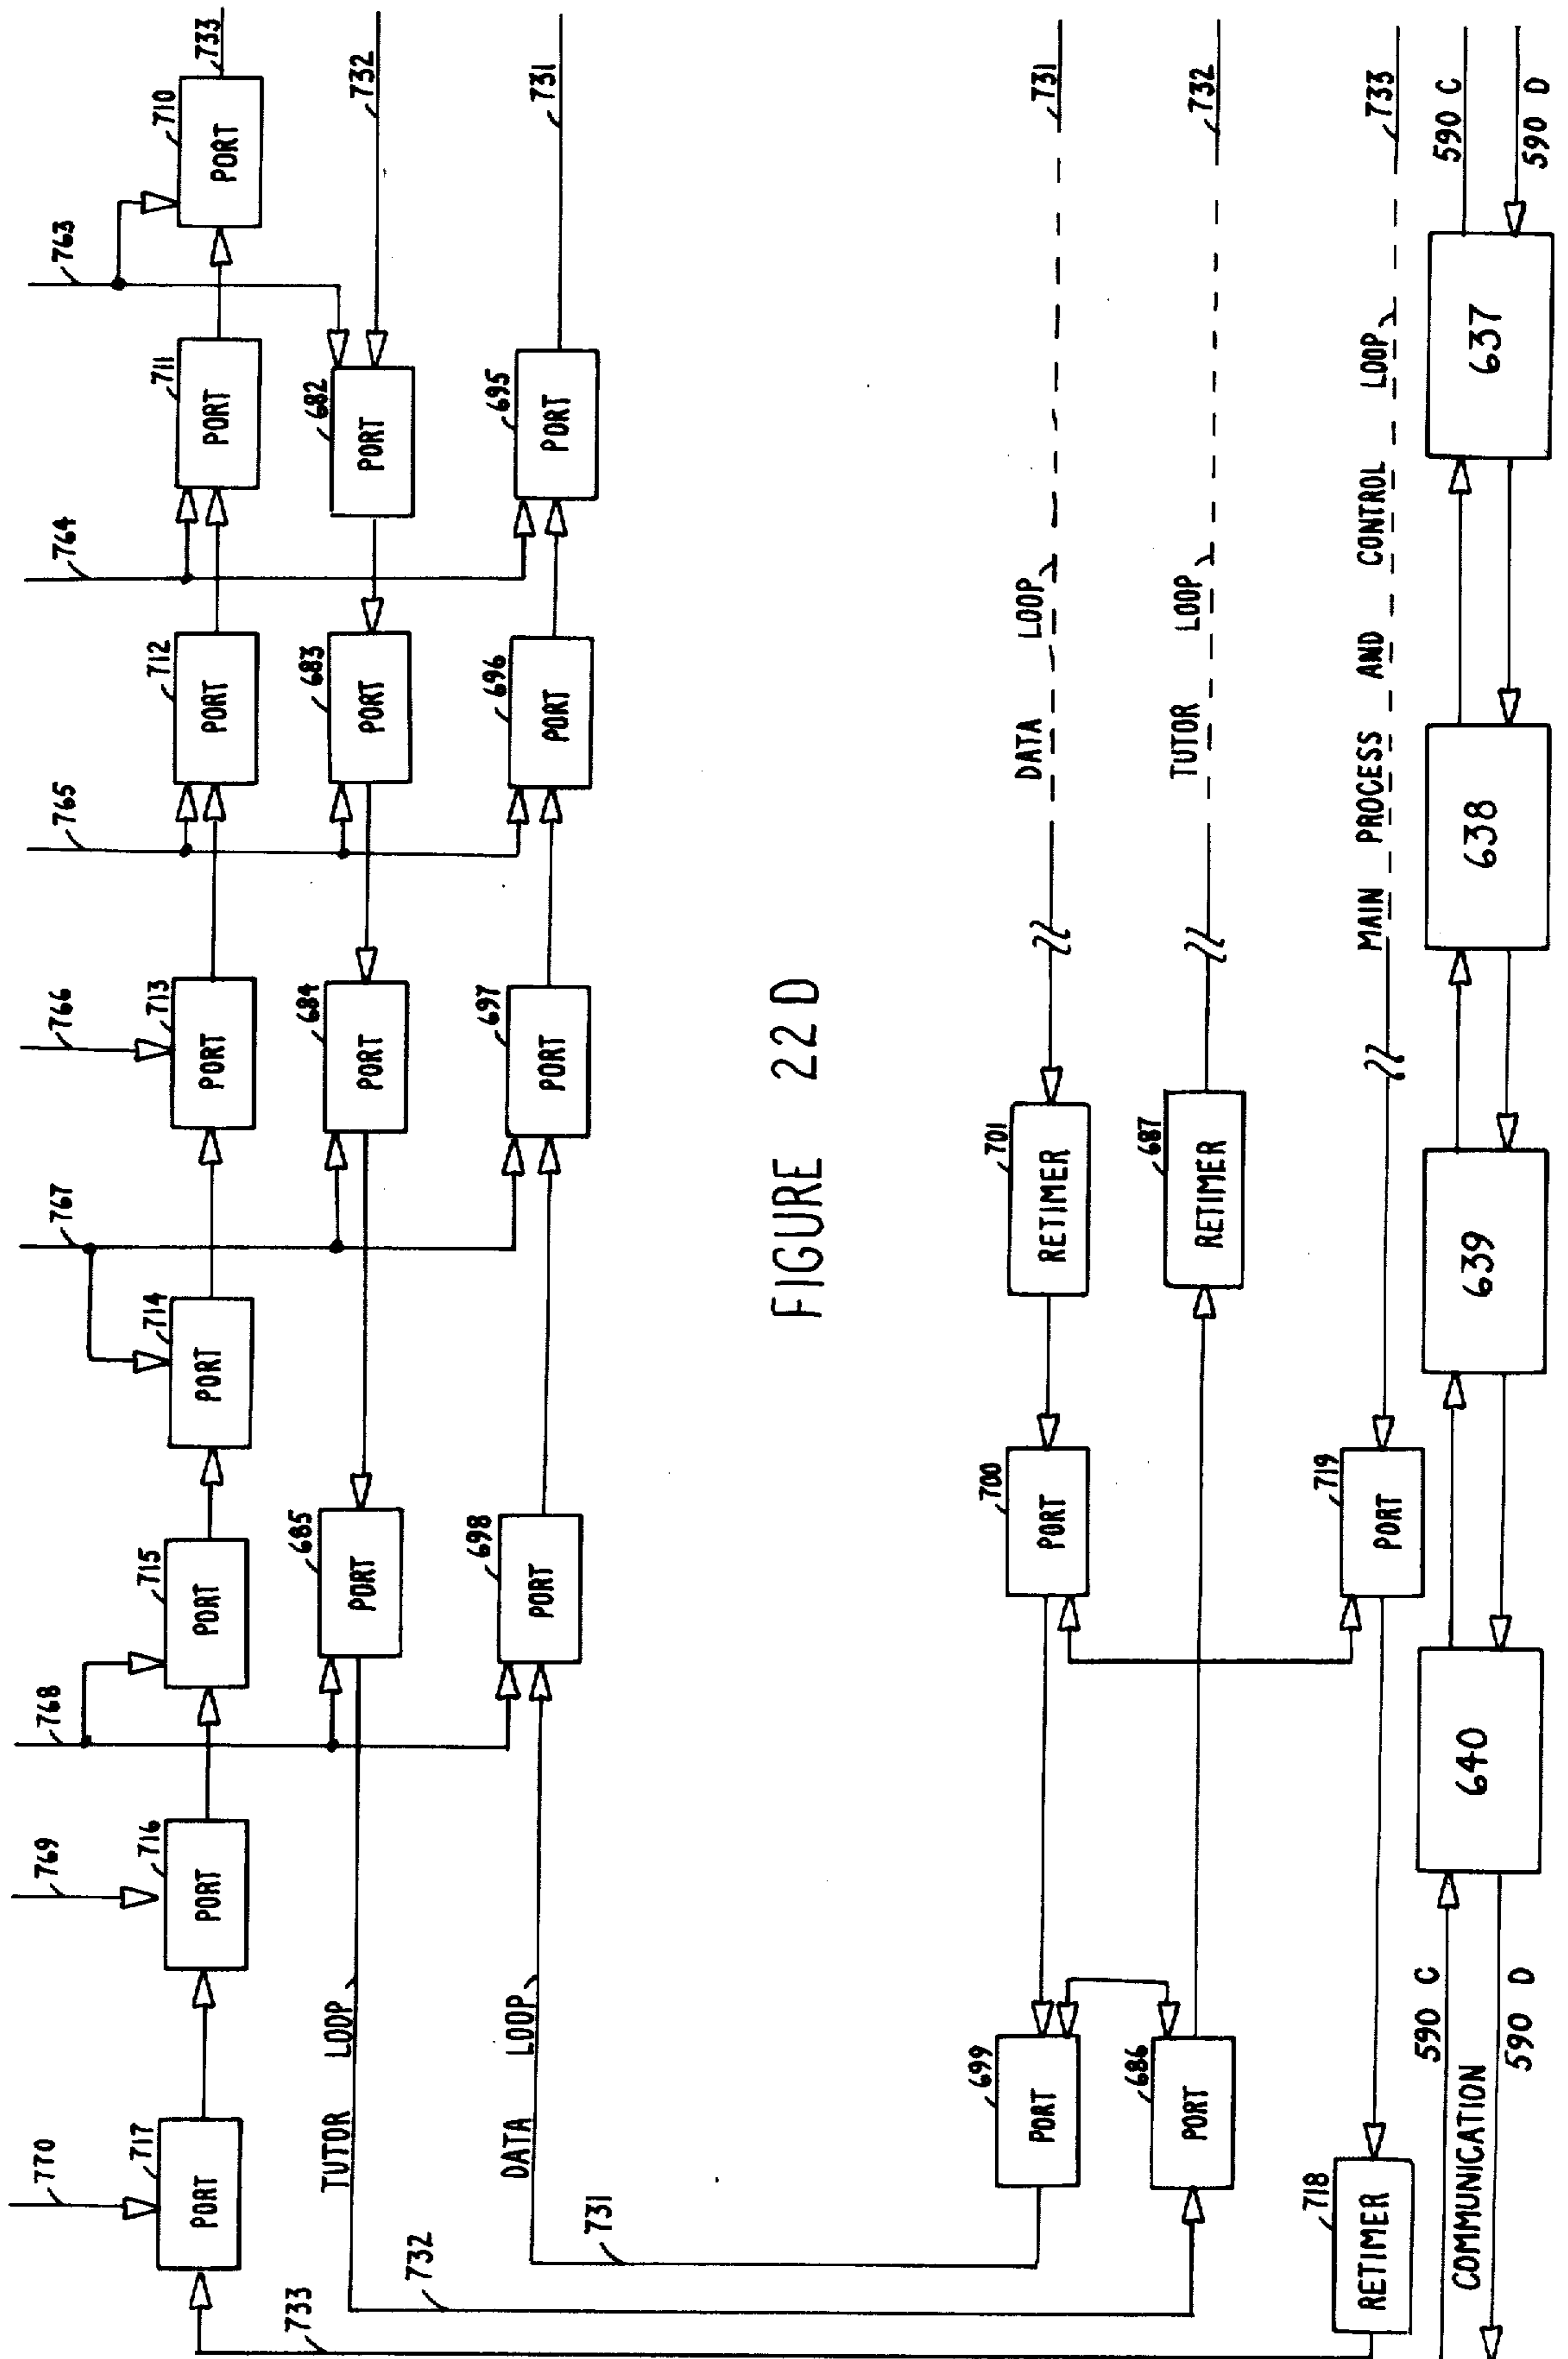 770
717
PORT
769
716
PORT
768
715
PORT
767
714
PORT
766
713
PORT
765
712
PORT
764
711
PORT
763
710
PORT
733
TUTOR LOOP
685
PORT
684
PORT
683
PORT
682
PORT
732
DATA LOOP
698
PORT
697
PORT
696
PORT
695
PORT
731
733
732
731
FIGURE 22 D
699
PORT
700
PORT
701
RETIMER
DATA LOOP
731
686
PORT
687
RETIMER
TUTOR LOOP
732
718
RETIMER
719
PORT
MAIN PROCESS AND CONTROL LOOP
733
590 C
COMMUNICATION
590 D
640
639
638
637
590 C
590 D